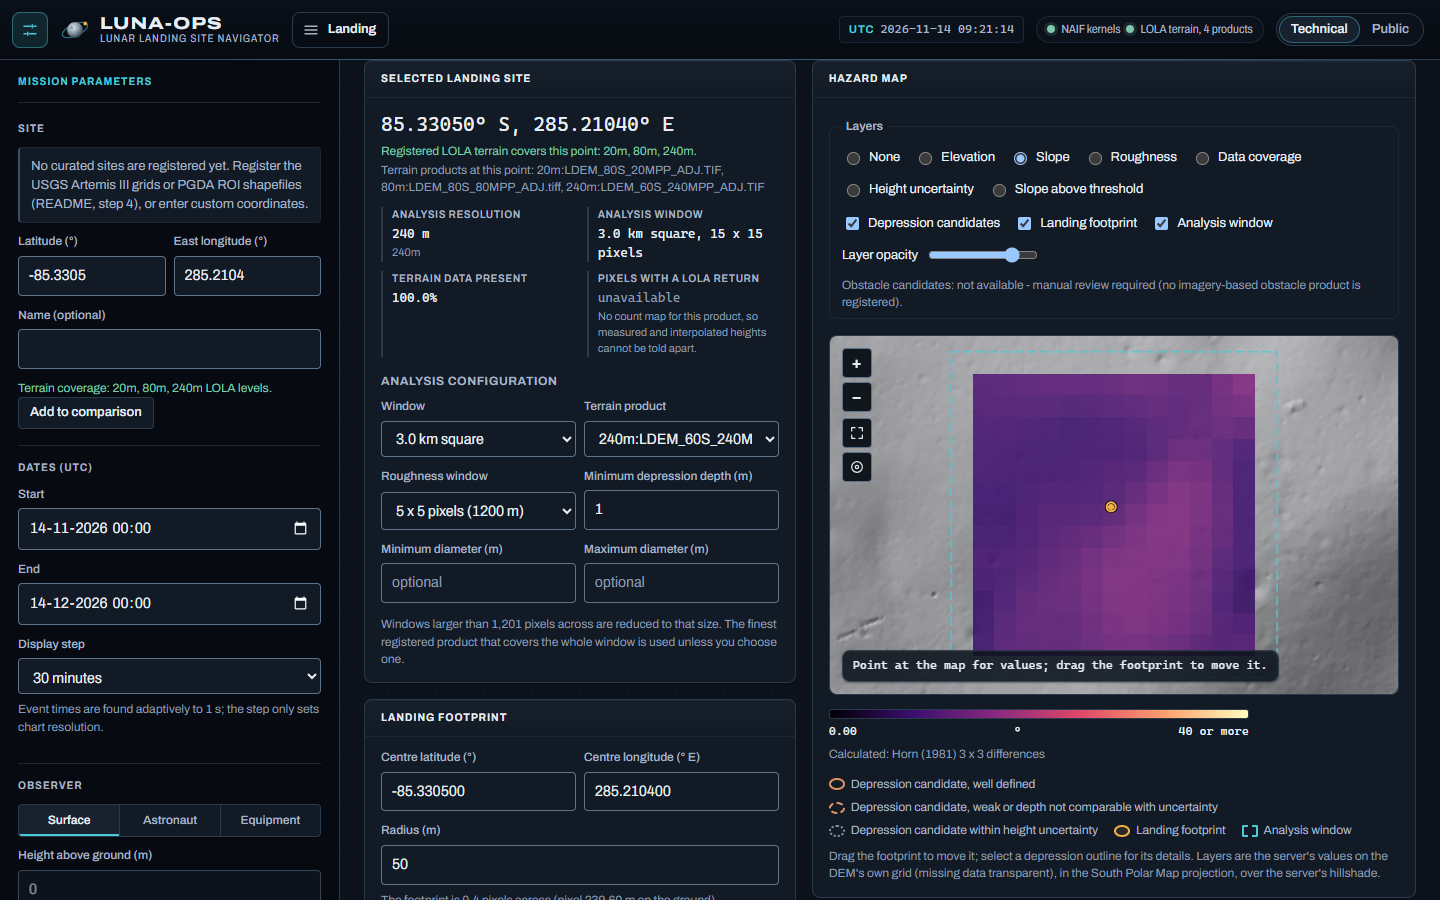 LUNA-OPS
LUNAR LANDING SITE NAVIGATOR
Landing
UTC 2026-11-14 09:21:14
NAIF kernels
LOLA terrain, 4 products
Technical
Public
MISSION PARAMETERS
SITE
No curated sites are registered yet. Register the
USGS Artemis III grids or PGDA ROI shapefiles
(README, step 4), or enter custom coordinates.
Latitude (°)
East longitude (°)
-85.3305
285.2104
Name (optional)
Terrain coverage: 20m, 80m, 240m LOLA levels.
Add to comparison
DATES (UTC)
Start
14-11-2026 00:00
End
14-12-2026 00:00
Display step
30 minutes
Event times are found adaptively to 1 s; the step only sets
chart resolution.
OBSERVER
Surface
Astronaut
Equipment
Height above ground (m)
0
SELECTED LANDING SITE
85.33050° S, 285.21040° E
Registered LOLA terrain covers this point: 20m, 80m, 240m.
Terrain products at this point: 20m:LDEM_80S_20MPP_ADJ.TIF,
80m:LDEM_80S_80MPP_ADJ.tiff, 240m:LDEM_60S_240MPP_ADJ.TIF
ANALYSIS RESOLUTION
240 m
240m
ANALYSIS WINDOW
3.0 km square, 15 x 15
pixels
TERRAIN DATA PRESENT
100.0%
PIXELS WITH A LOLA RETURN
unavailable
No count map for this product, so
measured and interpolated heights
cannot be told apart.
ANALYSIS CONFIGURATION
Window
Terrain product
3.0 km square
240m:LDEM_60S_240M
Roughness window
Minimum depression depth (m)
5 x 5 pixels (1200 m)
1
Minimum diameter (m)
Maximum diameter (m)
optional
optional
Windows larger than 1,201 pixels across are reduced to that size. The finest
registered product that covers the whole window is used unless you choose
one.
LANDING FOOTPRINT
Centre latitude (°)
Centre longitude (° E)
-85.330500
285.210400
Radius (m)
50
The footprint is 0.4 pixels across (pixel 239.60 m on the ground).
HAZARD MAP
Layers
None
Elevation
Slope
Roughness
Data coverage
Height uncertainty
Slope above threshold
Depression candidates
Landing footprint
Analysis window
Layer opacity
Obstacle candidates: not available - manual review required (no imagery-based obstacle product is
registered).
+
−
Point at the map for values; drag the footprint to move it.
0.00
°
40 or more
Calculated: Horn (1981) 3 x 3 differences
Depression candidate, well defined
Depression candidate, weak or depth not comparable with uncertainty
Depression candidate within height uncertainty
Landing footprint
Analysis window
Drag the footprint to move it; select a depression outline for its details. Layers are the server's values on the
DEM's own grid (missing data transparent), in the South Polar Map projection, over the server's hillshade.